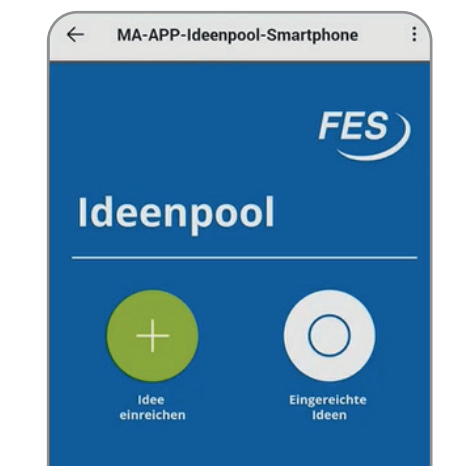 MA-APP-Ideenpool-Smartphone
FES
Ideenpool
Idee
einreichen
Eingereichte
Ideen